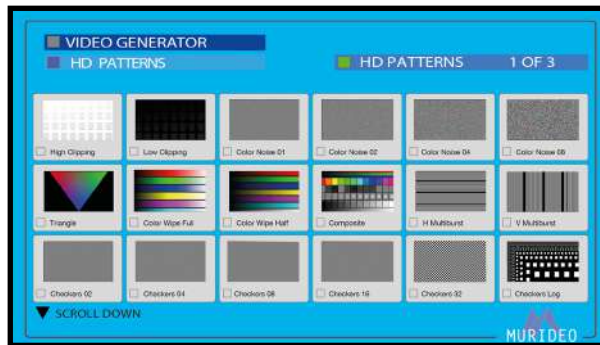 VIDEO GENERATOR
HD PATTERNS
HD PATTERNS 1 OF 3
High Clipping
Low Clipping
Color Noise 01
Color Noise 02
Color Noise 04
Color Noise 08
Triangle
Color Wipe Full
Color Wipe Half
Composite
H Multiburst
V Multiburst
Checkers 02
Checkers 04
Checkers 08
Checkers 16
Checkers 32
Checkers Log
SCROLL DOWN
MURIDEO